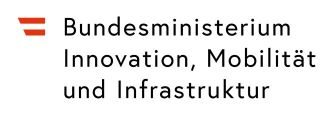 Bundesministerium
Innovation, Mobilität
und Infrastruktur